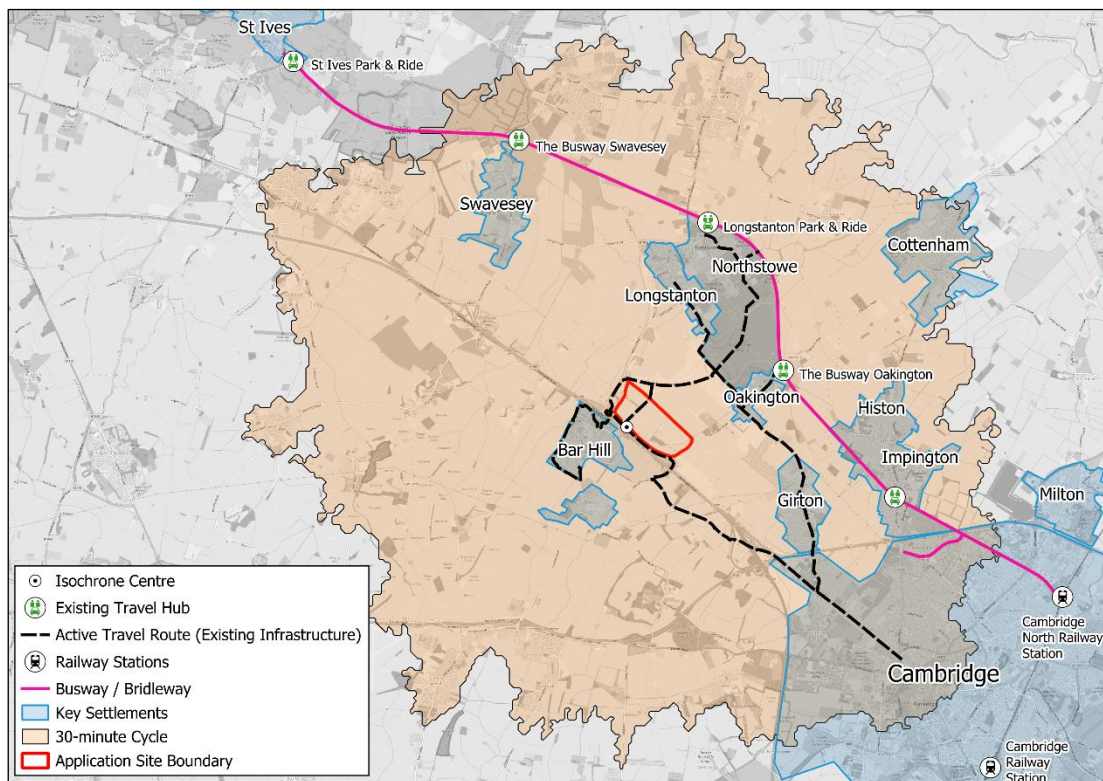 St Ives
St Ives Park & Ride
The Busway Swavesey
Swavesey
Longstanton Park & Ride
Cottenham
Northstowe
Longstanton
The Busway Oakington
Oakington
Histon
Bar Hill
Impington
Girton
Milton
Cambridge
North Railway
Station
Cambridge
Cambridge
Railway
Station
Isochrone Centre
Existing Travel Hub
Active Travel Route (Existing Infrastructure)
Railway Stations
Busway / Bridleway
Key Settlements
30-minute Cycle
Application Site Boundary